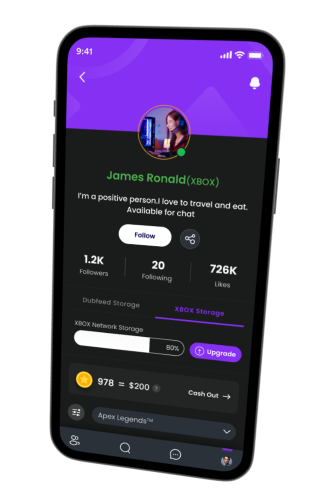 9:41
James Ronald(XBOX)
I'm a positive person.I love to travel and eat.
Available for chat
Follow
1.2K 20 726K
Followers Following Likes
Dubfeed Storage XBOX Storage
XBOX Network Storage
80% Upgrade
978 = $200 ? Cash Out →
Apex Legends™